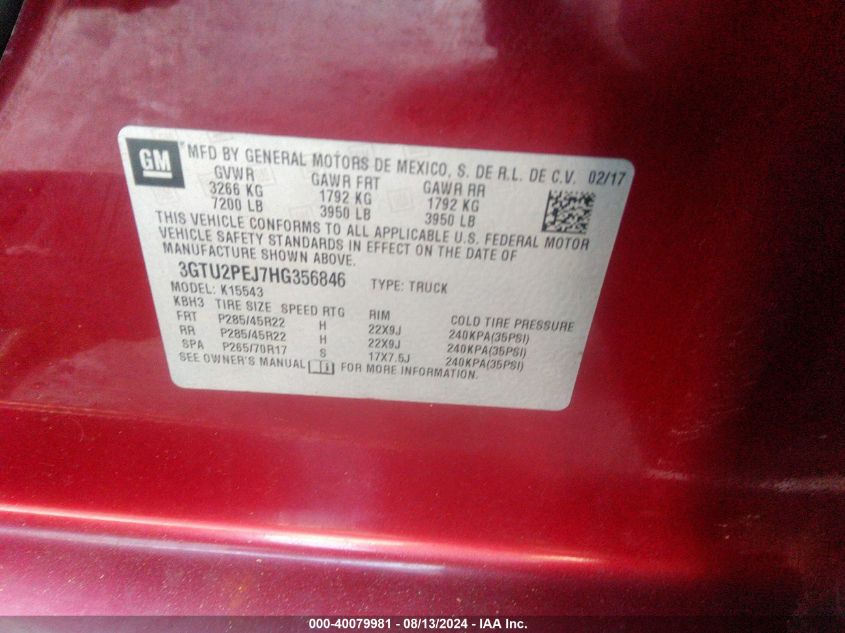 GM
*MFD BY GENERAL MOTORS DE MEXICO, S. DE R.L. DE C.V. 02/17
GVWR GAWR FRT GAWR RR
3266 KG 1792 KG 1792 KG
7200 LB 3950 LB 3950 LB
THIS VEHICLE CONFORMS TO ALL APPLICABLE U.S. FEDERAL MOTOR
VEHICLE SAFETY STANDARDS IN EFFECT ON THE DATE OF
MANUFACTURE SHOWN ABOVE.
3GTU2PEJ7HG356846 TYPE: TRUCK
MODEL: K15543
KBH3 TIRE SIZE SPEED RTG RIM COLD TIRE PRESSURE
FRT P285/45R22 H 22X9J 240KPA(35PSI)
RR P285/45R22 H 22X9J 240KPA(35PSI)
SPA P265/70R17 S 17X7.5J 240KPA(35PSI)
SEE OWNER'S MANUAL FOR MORE INFORMATION.
000-40079981 - 08/13/2024 - IAA Inc.